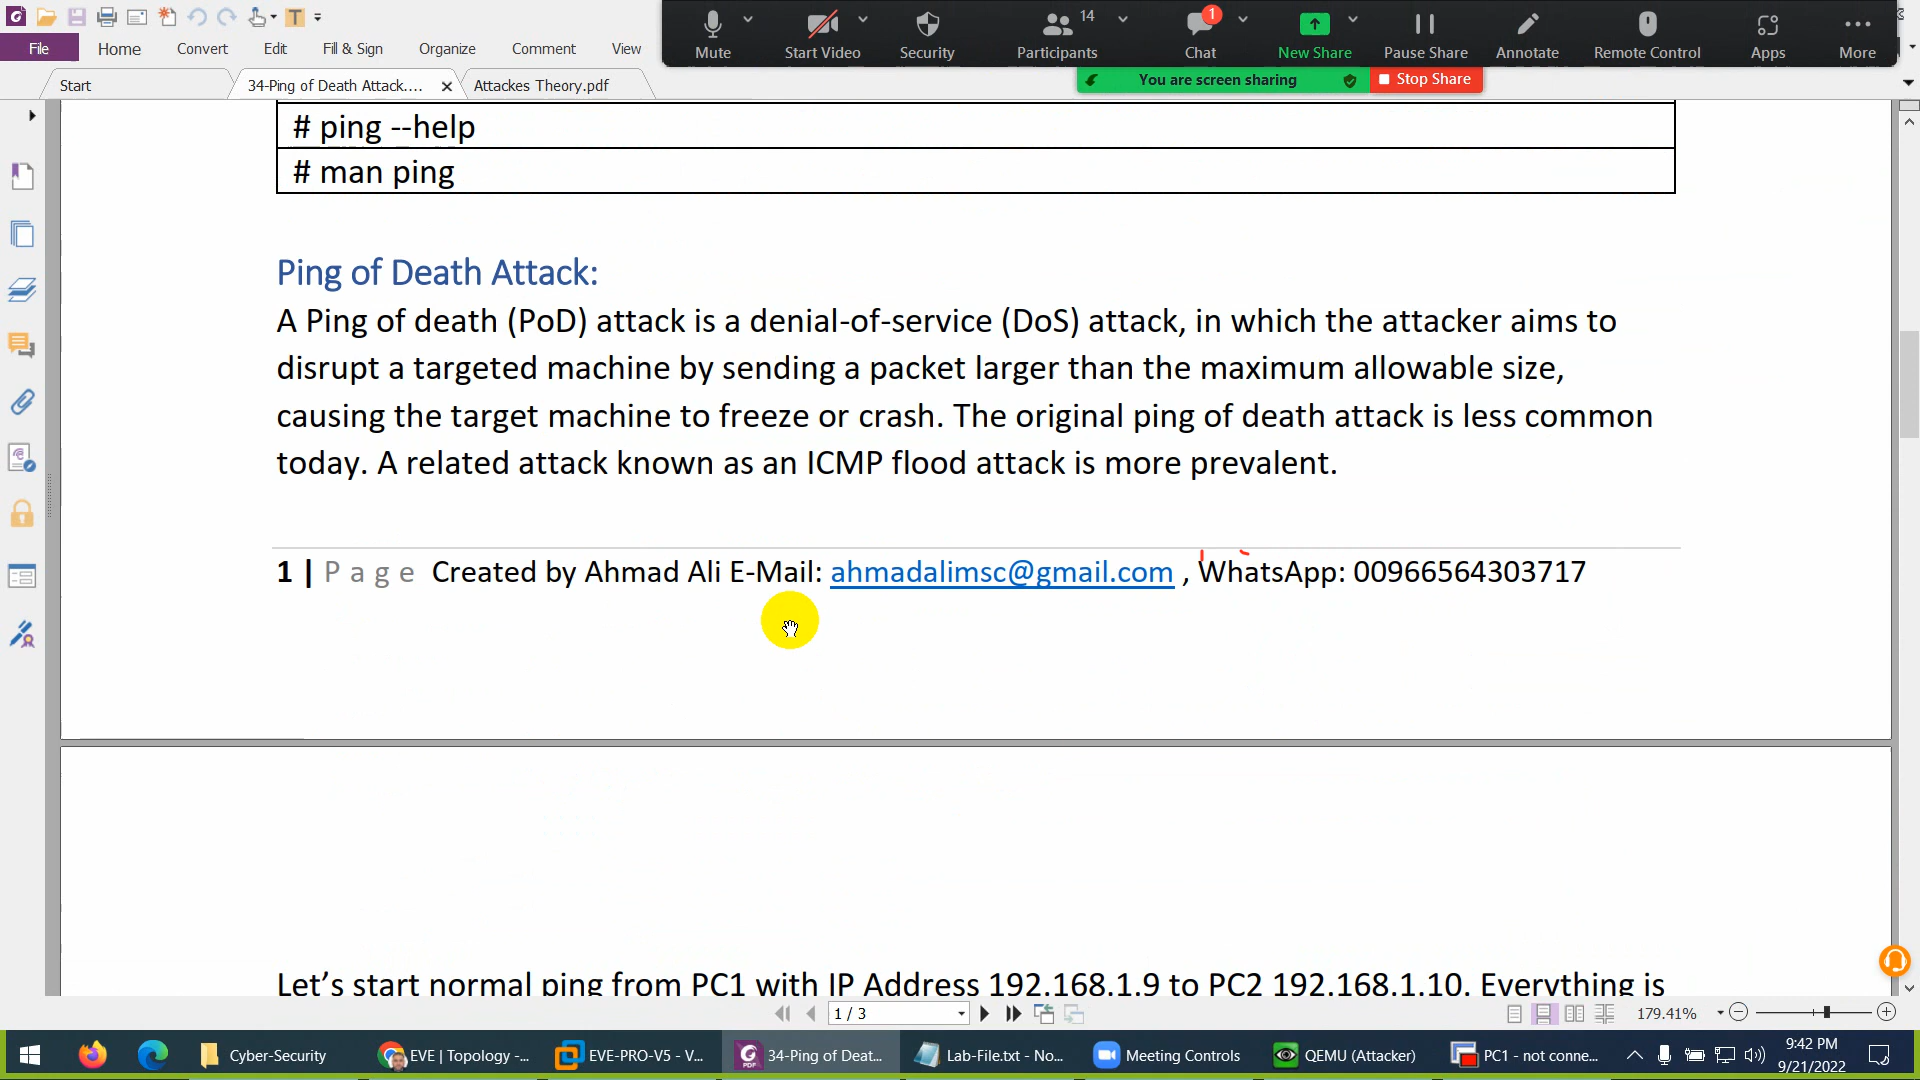 14
1
Mute
Start Video
Security
Participants
Chat
New Share
Pause Share
Annotate
Remote Control
Apps
More
File
Home
Convert
Edit
Fill & Sign
Organize
Comment
View
You are screen sharing
Stop Share
Start
34-Ping of Death Attack....
Attackes Theory.pdf
# ping --help
# man ping
Ping of Death Attack:
A Ping of death (PoD) attack is a denial-of-service (DoS) attack, in which the attacker aims to
disrupt a targeted machine by sending a packet larger than the maximum allowable size,
causing the target machine to freeze or crash. The original ping of death attack is less common
today. A related attack known as an ICMP flood attack is more prevalent.
1 | P a g e Created by Ahmad Ali E-Mail: ahmadalimsc@gmail.com , WhatsApp: 00966564303717
Let's start normal ping from PC1 with IP Address 192.168.1.9 to PC2 192.168.1.10. Everything is
1 / 3
179.41%
Cyber-Security
EVE | Topology -...
EVE-PRO-V5 - V...
34-Ping of Deat...
Lab-File.txt - No...
Meeting Controls
QEMU (Attacker)
PC1 - not conne...
9:42 PM
9/21/2022